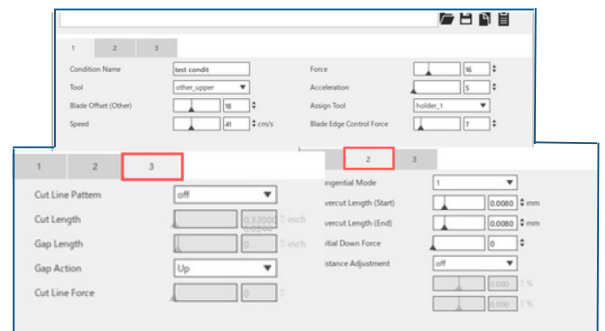 1 2 3
Condition Name test condit Force 16
Tool other_upper Acceleration 5
Blade Offset (Other) 18 Assign Tool holder_1
Speed 41 cm/s Blade Edge Control Force 7
1 2 3
Cut Line Pattern off
Cut Length 0.32000 inch
Gap Length 0 inch
Gap Action Up
Cut Line Force 0
2 3
ngential Mode 1
vercut Length (Start) 0.0080 mm
vercut Length (End) 0.0080 mm
itial Down Force 0
istance Adjustment off
0.000 %
0.000 %